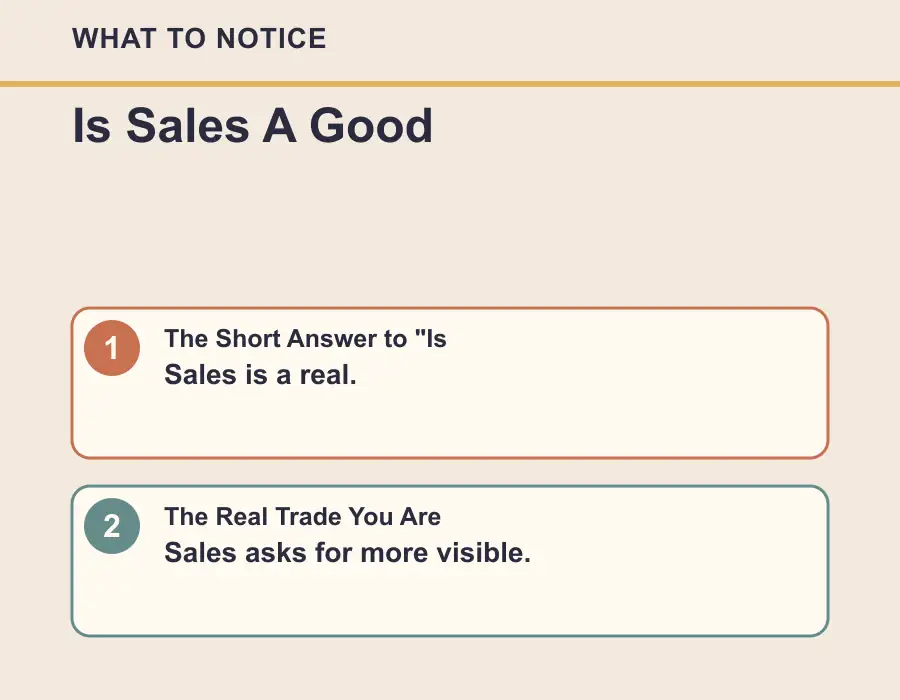 WHAT TO NOTICE
Is Sales A Good
1
The Short Answer to "Is
Sales is a real.
2
The Real Trade You Are
Sales asks for more visible.